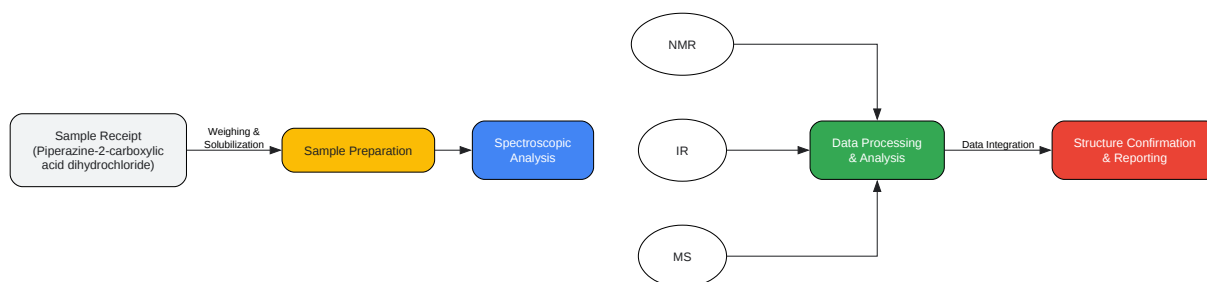 Sample Receipt
(Piperazine-2-carboxylic
acid dihydrochloride)
Weighing &
Solubilization
Sample Preparation
Spectroscopic
Analysis
NMR
IR
MS
Data Processing
& Analysis
Data Integration
Structure Confirmation
& Reporting